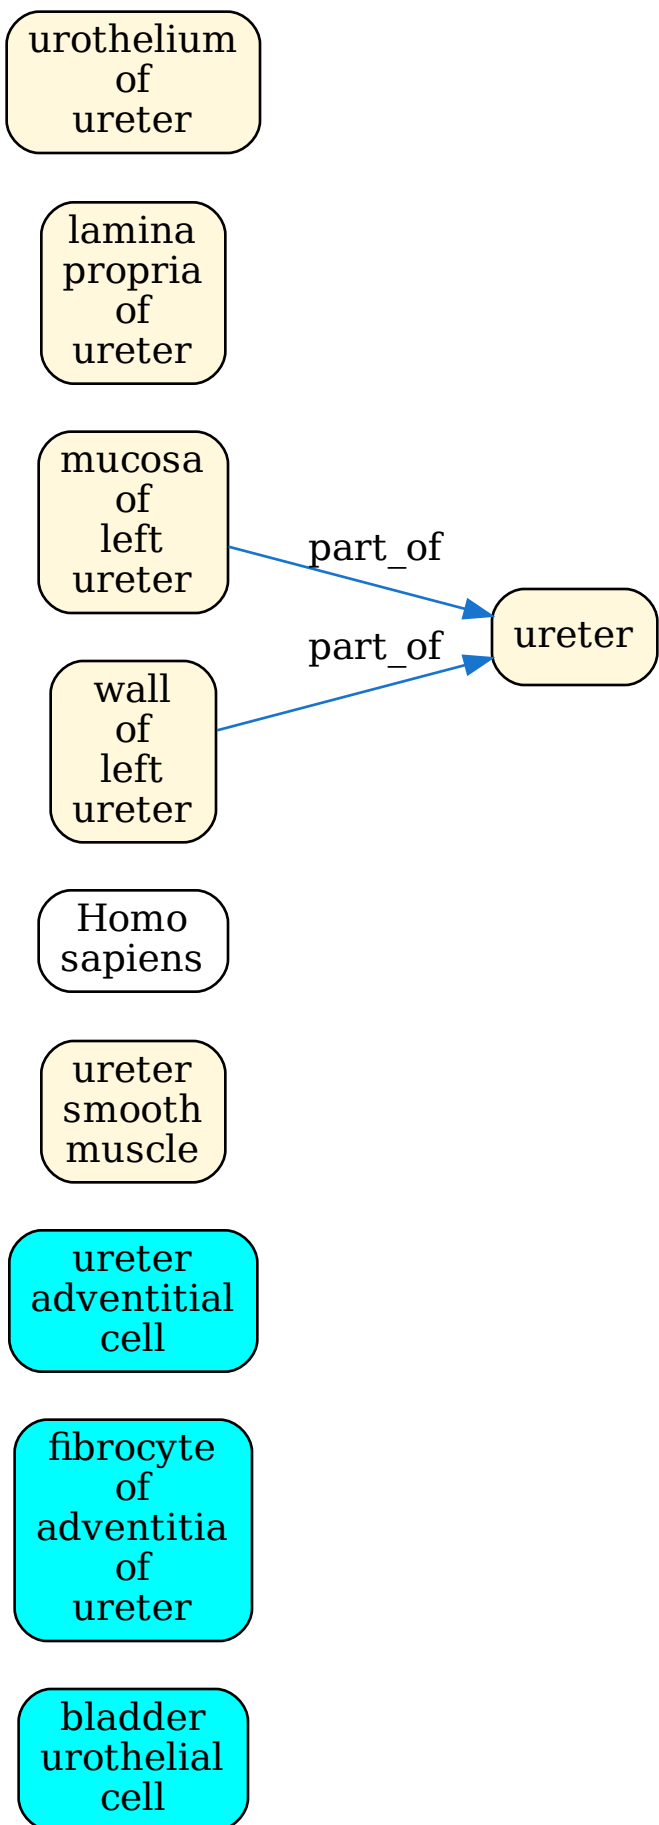 urothelium
of
ureter
lamina
propria
of
ureter
mucosa
of
left
ureter
part_of
ureter
part_of
wall
of
left
ureter
Homo
sapiens
ureter
smooth
muscle
ureter
adventitial
cell
fibrocyte
of
adventitia
of
ureter
bladder
urothelial
cell